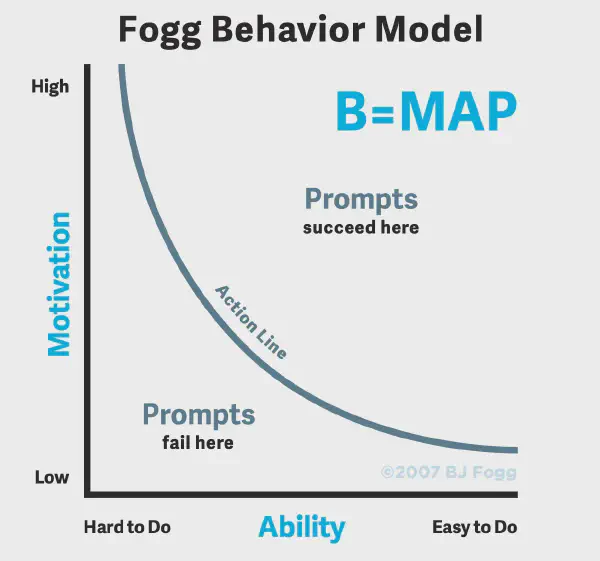 Fogg Behavior Model
High
B=MAP
Prompts
succeed here
Motivation
Action Line
Prompts
fail here
©2007 BJ Fogg
Low
Hard to Do
Ability
Easy to Do